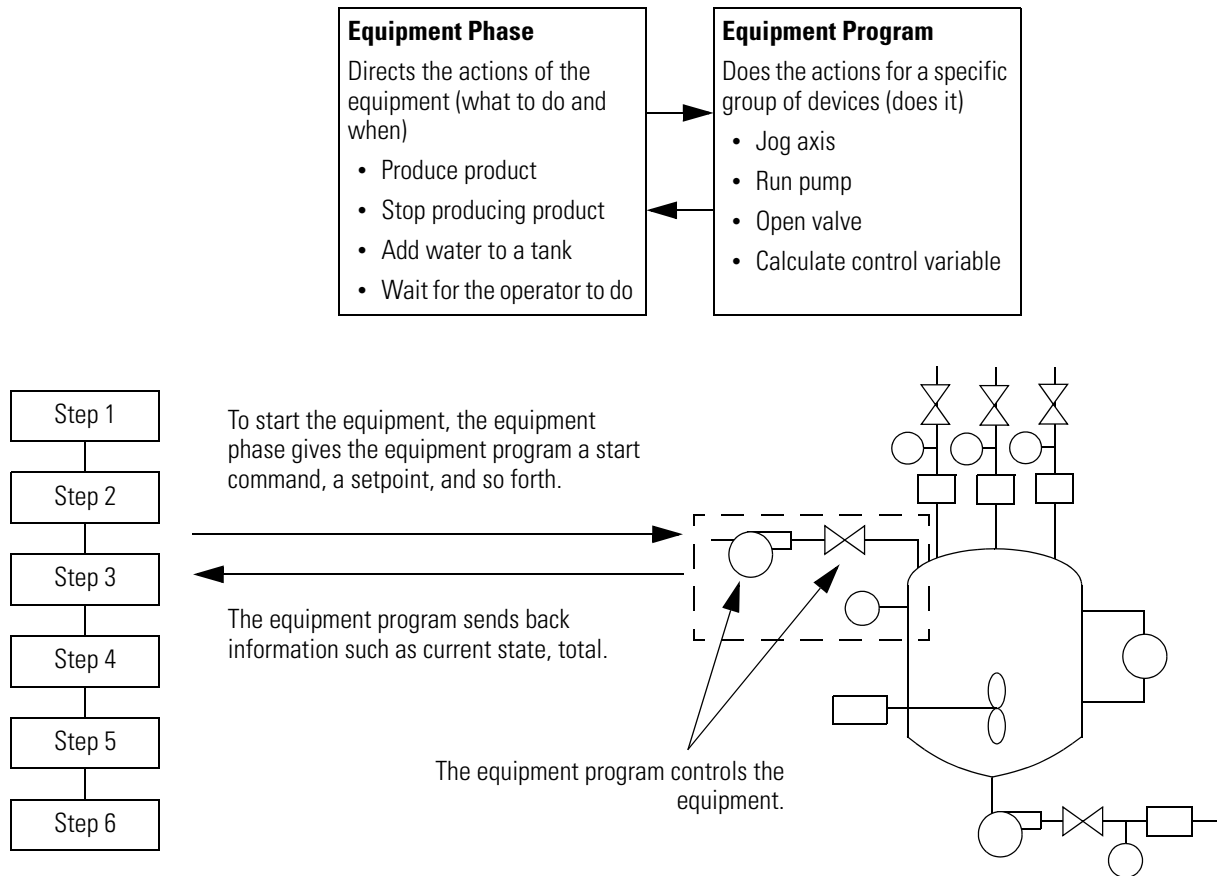 Equipment Phase
Directs the actions of the
equipment (what to do and
when)
• Produce product
• Stop producing product
• Add water to a tank
• Wait for the operator to do
Equipment Program
Does the actions for a specific
group of devices (does it)
• Jog axis
• Run pump
• Open valve
• Calculate control variable
Step 1
Step 2
Step 3
Step 4
Step 5
Step 6
To start the equipment, the equipment
phase gives the equipment program a start
command, a setpoint, and so forth.
The equipment program sends back
information such as current state, total.
The equipment program controls the
equipment.